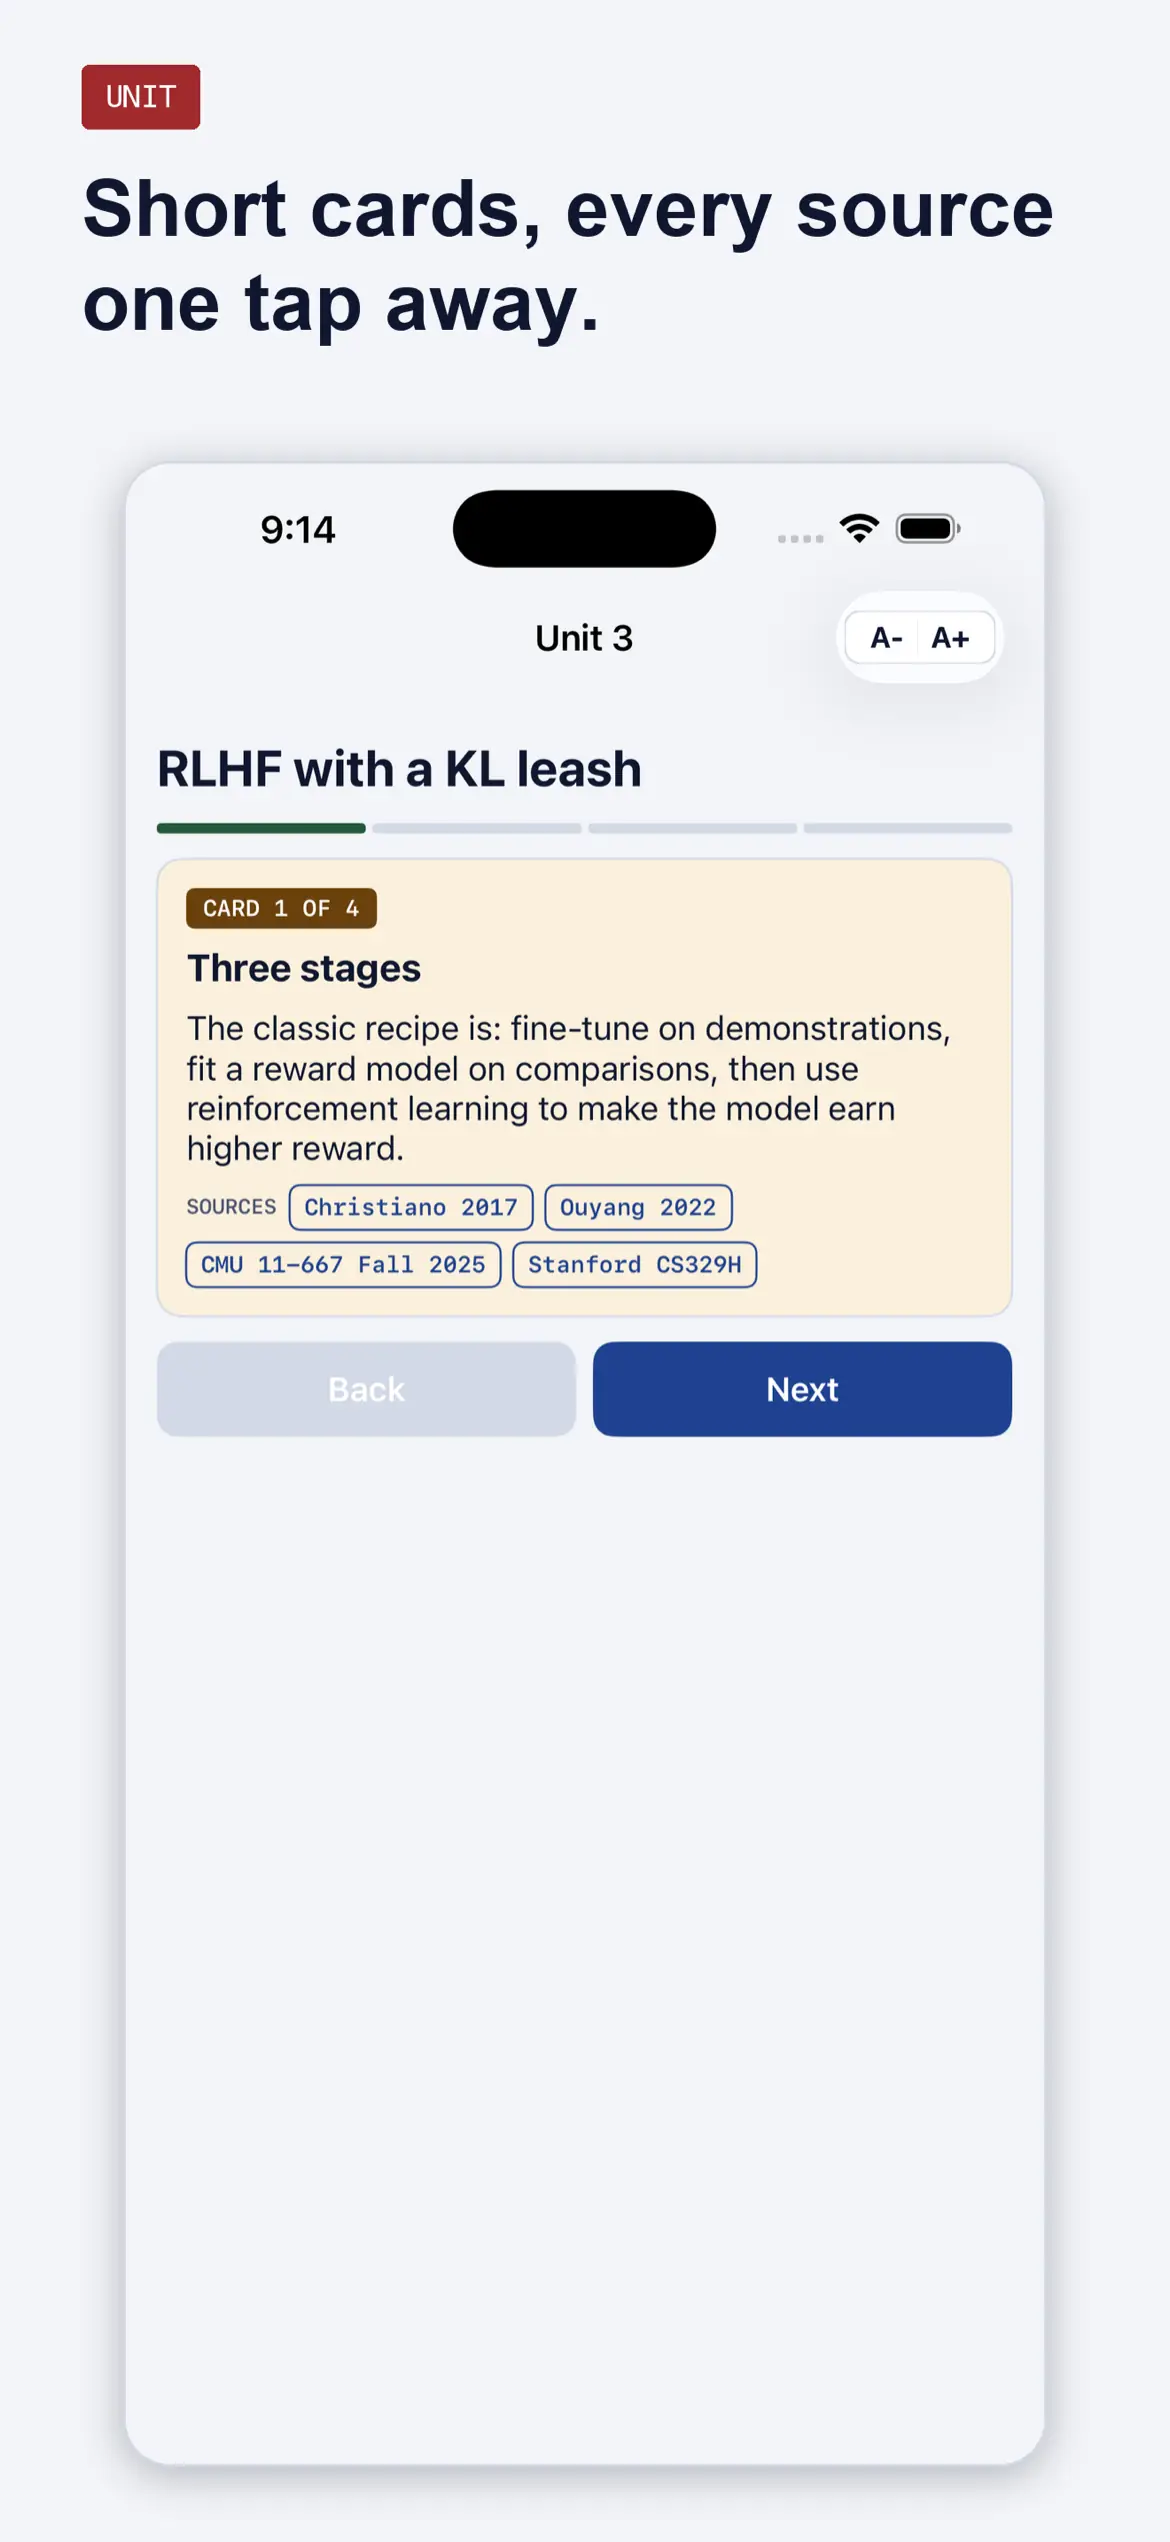 UNIT
Short cards, every source
one tap away.
9:14
Unit 3
A- A+
RLHF with a KL leash
CARD 1 OF 4
Three stages
The classic recipe is: fine-tune on demonstrations,
fit a reward model on comparisons, then use
reinforcement learning to make the model earn
higher reward.
SOURCES Christiano 2017 Ouyang 2022
CMU 11-667 Fall 2025 Stanford CS329H
Back Next